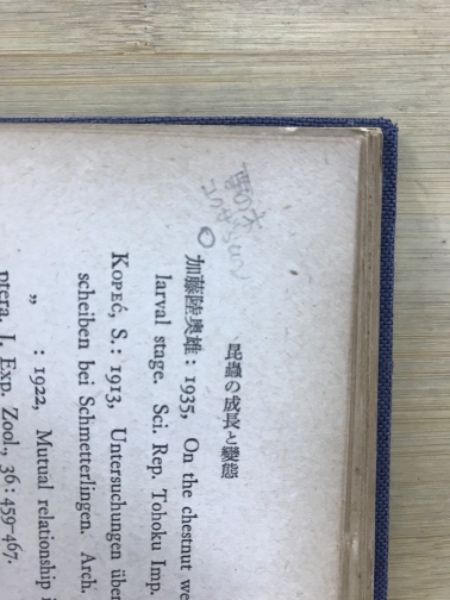 昆蟲の成長と變態
加藤陸奥雄: 1935, On the chestnut we
larval stage. Sci. Rep. Tohoku Imp.
KOPEĆ, S.: 1913, Untersuchungen über
scheiben bei Schmetterlingen. Arch.
〃 : 1922, Mutual relationship i
ptera. J. Exp. Zool., 36: 459-467.